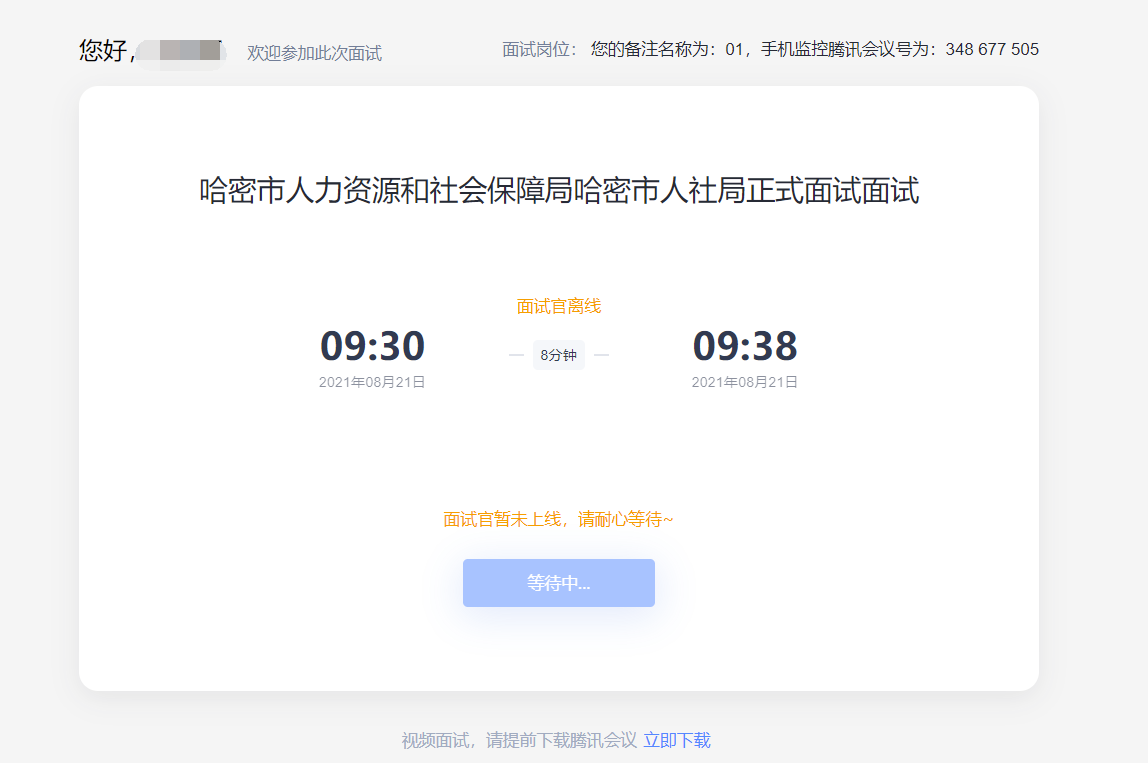 您好,
欢迎参加此次面试
面试岗位： 您的备注名称为：01，手机监控腾讯会议号为：348 677 505
哈密市人力资源和社会保障局哈密市人社局正式面试面试
面试官离线
09:30
8分钟
09:38
2021年08月21日
2021年08月21日
面试官暂未上线，请耐心等待~
等待中...
视频面试，请提前下载腾讯会议 立即下载